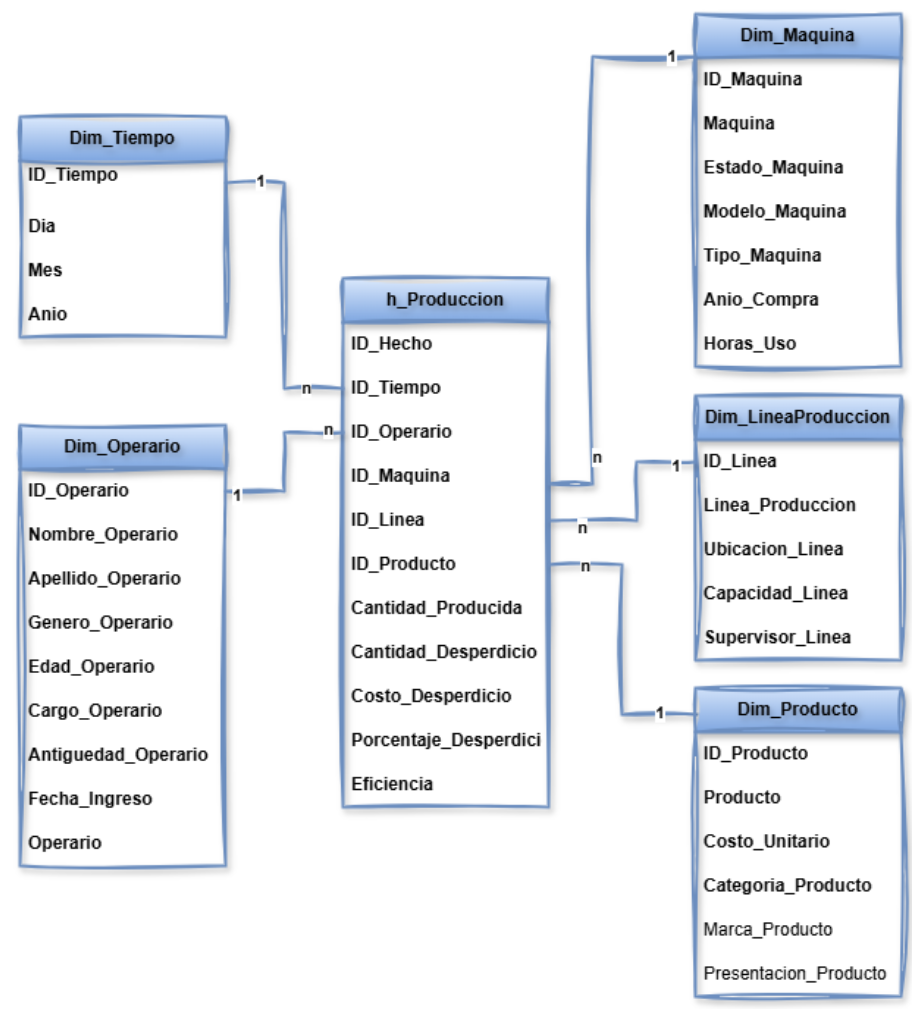 Dim_Tiempo
ID_Tiempo
1
Dia
Mes
Anio
n
Dim_Operario
n
ID_Operario
1
Nombre_Operario
Apellido_Operario
Genero_Operario
Edad_Operario
Cargo_Operario
Antiguedad_Operario
Fecha_Ingreso
Operario
h_Produccion
ID_Hecho
ID_Tiempo
ID_Operario
ID_Maquina
ID_Linea
ID_Producto
Cantidad_Producida
Cantidad_Desperdicio
Costo_Desperdicio
Porcentaje_Desperdici
Eficiencia
Dim_Maquina
1
ID_Maquina
Maquina
Estado_Maquina
Modelo_Maquina
Tipo_Maquina
Anio_Compra
Horas_Uso
n
Dim_LineaProduccion
1
ID_Linea
Linea_Produccion
n
Ubicacion_Linea
n
Capacidad_Linea
Supervisor_Linea
Dim_Producto
1
ID_Producto
Producto
Costo_Unitario
Categoria_Producto
Marca_Producto
Presentacion_Producto